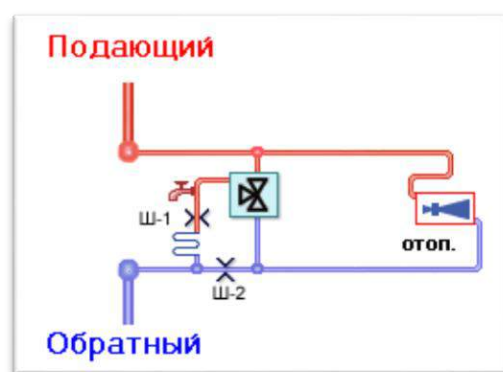 Подающий
Ш-1
отоп.
Ш-2
Обратный